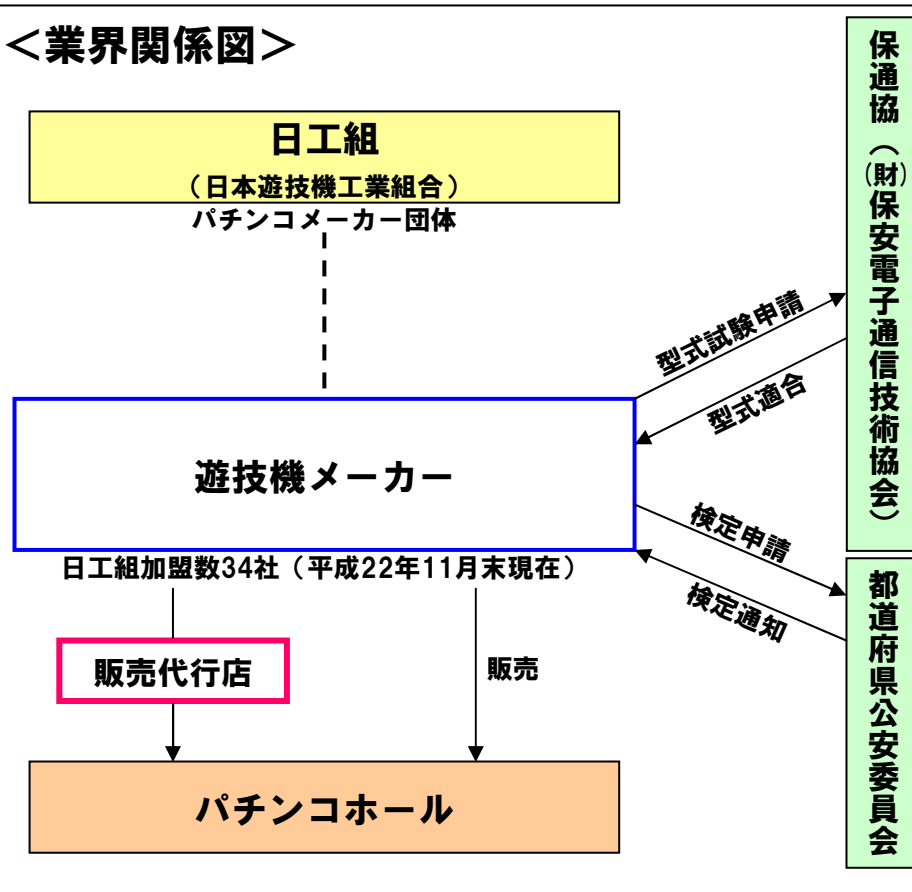 ＜業界関係図＞
日工組
（日本遊技機工業組合）
パチンコメーカー団体
型式試験申請
型式適合
遊技機メーカー
検定申請
検定通知
日工組加盟数34社（平成22年11月末現在）
販売代行店
販売
パチンコホール
保通協（(財)保安電子通信技術協会）
都道府県公安委員会